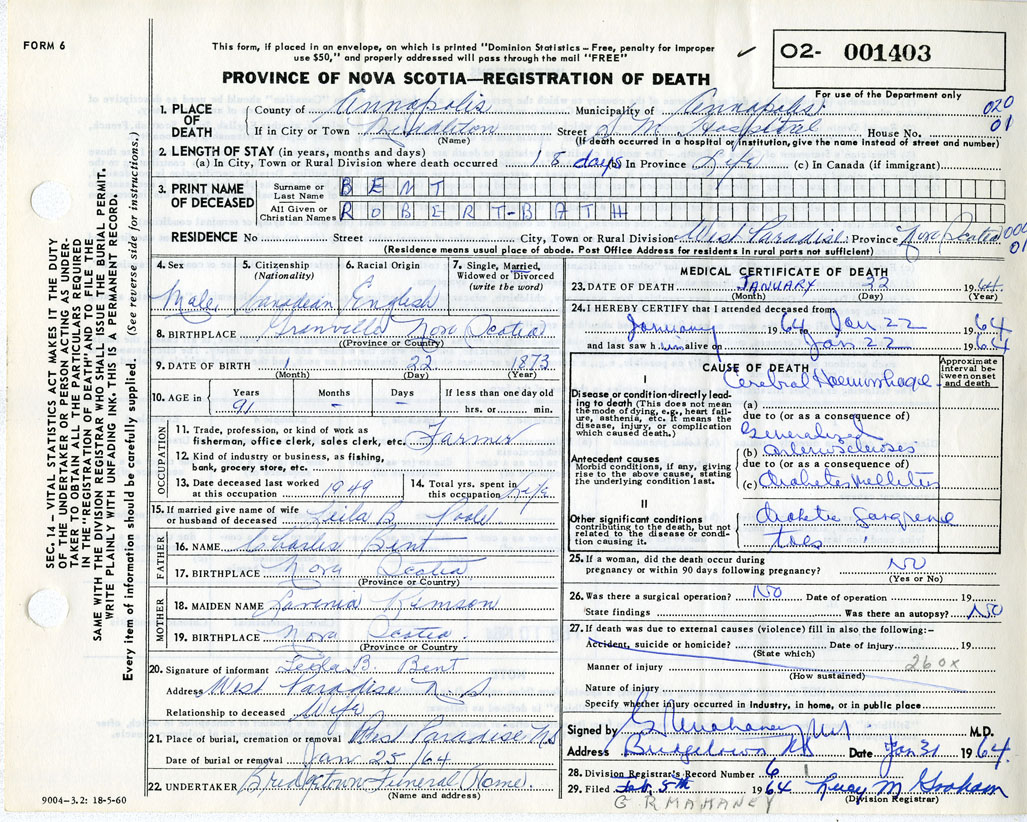 FORM 6
This form, if placed in an envelope, on which is printed "Dominion Statistics – Free, penalty for improper
use $50," and properly addressed will pass through the mail "FREE"
✓ 02- 001403
PROVINCE OF NOVA SCOTIA—REGISTRATION OF DEATH
For use of the Department only
1. PLACE OF DEATH County of Annapolis Municipality of Annapolis 020
If in City or Town Middleton Street S M Hospital House No. 01
(Name) (If death occurred in a hospital or institution, give the name instead of street and number)
2. LENGTH OF STAY (in years, months and days)
(a) In City, Town or Rural Division where death occurred 18 days In Province Life (c) In Canada (if immigrant)
3. PRINT NAME OF DECEASED Surname or Last Name BENT
All Given or Christian Names ROBERT-BATH
RESIDENCE No Street City, Town or Rural Division West Paradise Province Nova Scotia 000 01
(Residence means usual place of abode. Post Office Address for residents in rural parts not sufficient)
4. Sex Male
5. Citizenship (Nationality) Canadian
6. Racial Origin English
7. Single, Married, Widowed or Divorced (write the word)
8. BIRTHPLACE Granville Nova Scotia
(Province or Country)
9. DATE OF BIRTH 1 22 1873
(Month) (Day) (Year)
10. AGE in Years 91 Months - Days - If less than one day old hrs. or min.
OCCUPATION
11. Trade, profession, or kind of work as fisherman, office clerk, sales clerk, etc. Farmer
12. Kind of industry or business, as fishing, bank, grocery store, etc.
13. Date deceased last worked at this occupation 1949
14. Total yrs. spent in this occupation Life
15. If married give name of wife or husband of deceased Leila B Poole
FATHER
16. NAME Charles Bent
17. BIRTHPLACE Nova Scotia
(Province or Country)
MOTHER
18. MAIDEN NAME Lavenia
19. BIRTHPLACE Nova Scotia.
(Province or Country
20. Signature of informant Leila B. Bent
Address West Paradise N S
Relationship to deceased Wife
21. Place of burial, cremation or removal West Paradise NS
Date of burial or removal Jan 25/64
22. UNDERTAKER Bridgetown Funeral (Home).
(Name and address)
9004–3.2: 18-5-60
MEDICAL CERTIFICATE OF DEATH
23. DATE OF DEATH JANUARY 22 1964
(Month) (Day) (Year)
24. I HEREBY CERTIFY that I attended deceased from
January 1964 to Jan 22 1964
and last saw h im alive on Jan 22 1964
CAUSE OF DEATH
Approximate interval between onset and death
I
Cerebral Haemorrhage
Disease or condition directly leading to death (This does not mean the mode of dying, e.g., heart failure, asthenia, etc. It means the disease, injury, or complication which caused death.)
(a)
due to (or as a consequence of)
Generalized
(b) arteriosclerosis
Antecedent causes
Morbid conditions, if any, giving rise to the above cause, stating the underlying condition last.
due to (or as a consequence of)
(c) Diabetes Mellitus
II
Other significant conditions contributing to the death, but not related to the disease or condition causing it.
diabetic gangrene
toes
25. If a woman, did the death occur during pregnancy or within 90 days following pregnancy? NO
(Yes or No)
26. Was there a surgical operation? NO Date of operation 19
State findings Was there an autopsy? NO
27. If death was due to external causes (violence) fill in also the following:–
Accident, suicide or homicide? Date of injury 19
(State which)
260x
Manner of injury
(How sustained)
Nature of injury
Specify whether injury occurred in industry, in home, or in public place
Signed by G R Mahaney M.D. M.D.
Address Bridgetown NS Date Jan 31 1964
28. Division Registrar's Record Number 6
29. Filed Feb. 5th 1964 Lucy M Graham
(Division Registrar)
G R MAHANEY
SEC. 14 – VITAL STATISTICS ACT MAKES IT THE DUTY
OF THE UNDERTAKER OR PERSON ACTING AS UNDER-
TAKER TO OBTAIN ALL THE PARTICULARS REQUIRED
IN THE "REGISTRATION OF DEATH" AND TO FILE THE
SAME WITH THE DIVISION REGISTRAR WHO SHALL ISSUE THE BURIAL PERMIT.
WRITE PLAINLY WITH UNFADING INK. THIS IS A PERMANENT RECORD.
Every item of information should be carefully supplied. (See reverse side for instructions.)